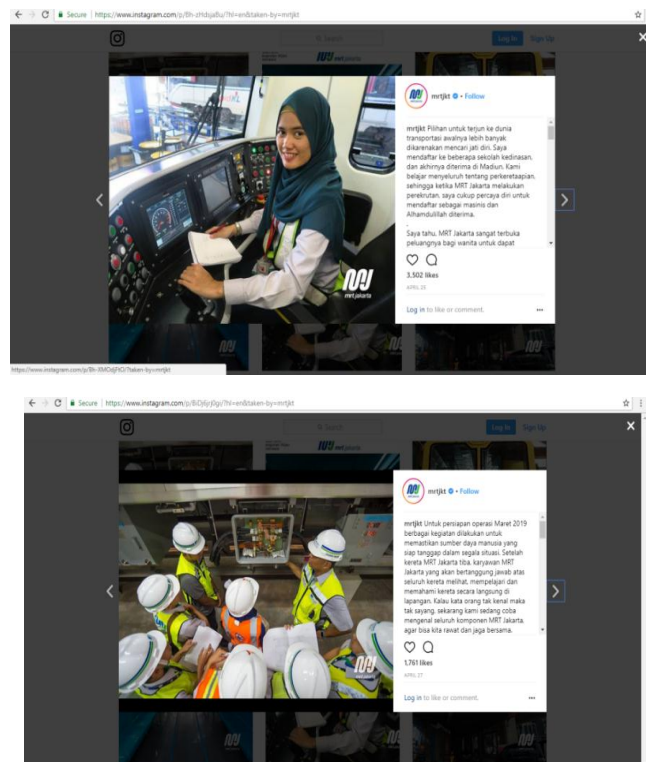 Secure | https://www.instagram.com/p/Bh-zHdsjaBu/?hl=en&taken-by=mrtjkt
Search
Log In Sign Up
mrtjkt • Follow
mrtjkt Pilihan untuk terjun ke dunia
transportasi awalnya lebih banyak
dikarenakan mencari jati diri. Saya
mendaftar ke beberapa sekolah kedinasan,
dan akhirnya diterima di Madiun. Kami
belajar menyeluruh tentang perkeretaapian,
sehingga ketika MRT Jakarta melakukan
perekrutan, saya cukup percaya diri untuk
mendaftar sebagai masinis dan
Alhamdulillah diterima.
.
Saya tahu, MRT Jakarta sangat terbuka
peluangnya bagi wanita untuk dapat
3,502 likes
APRIL 25
Log in to like or comment.
mrt jakarta
Secure | https://www.instagram.com/p/BiDj6jrj0gi/?hl=en&taken-by=mrtjkt
Search
Log In Sign Up
mrtjkt • Follow
mrtjkt Untuk persiapan operasi Maret 2019
berbagai kegiatan dilakukan untuk
memastikan sumber daya manusia yang
siap tanggap dalam segala situasi. Setelah
kereta MRT Jakarta tiba, karyawan MRT
Jakarta yang akan bertanggung jawab atas
seluruh kereta melihat, mempelajari dan
memahami kereta secara langsung di
lapangan. Kalau kata orang tak kenal maka
tak sayang, sekarang kami sedang coba
mengenal seluruh komponen MRT Jakarta,
agar bisa kita rawat dan jaga bersama.
1,761 likes
APRIL 27
Log in to like or comment.
mrt jakarta